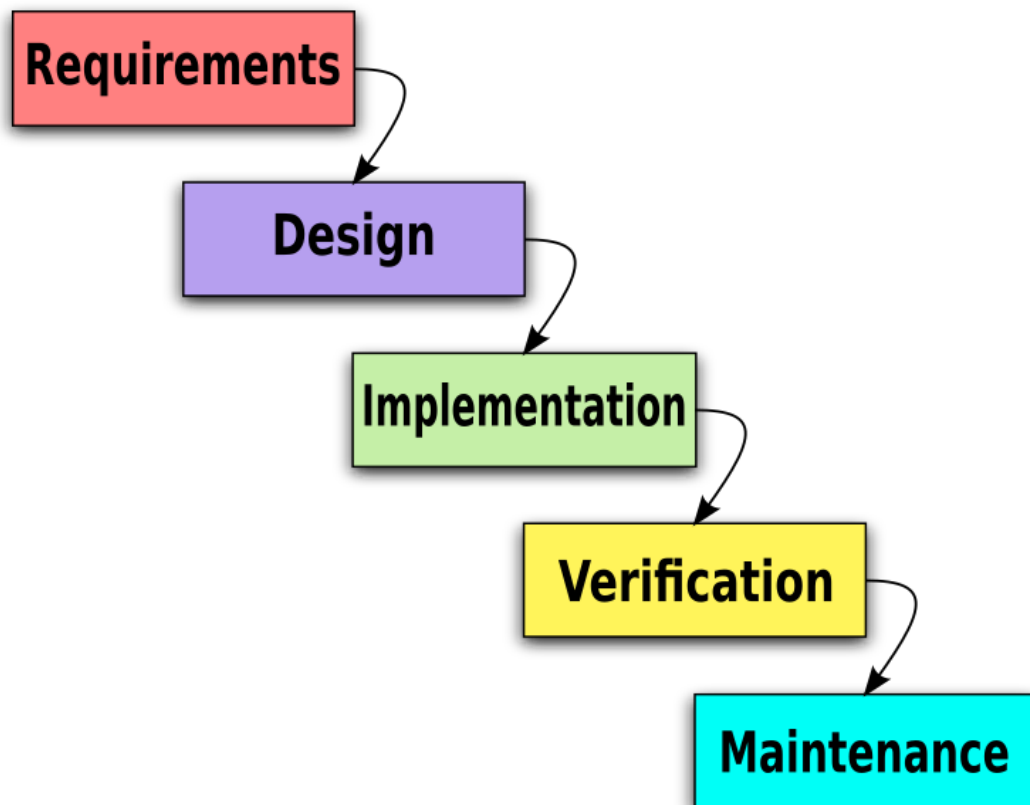 Requirements
Design
Implementation
Verification
Maintenance